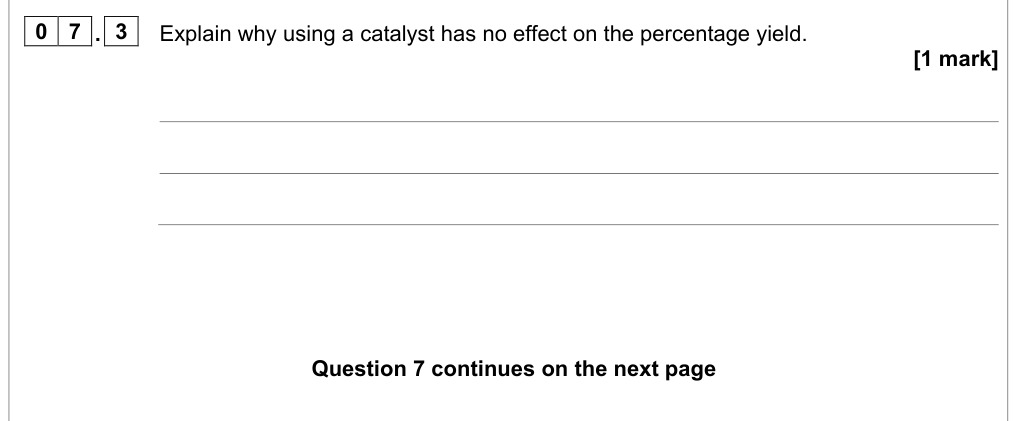 0 7 . 3 Explain why using a catalyst has no effect on the percentage yield.
[1 mark]
Question 7 continues on the next page